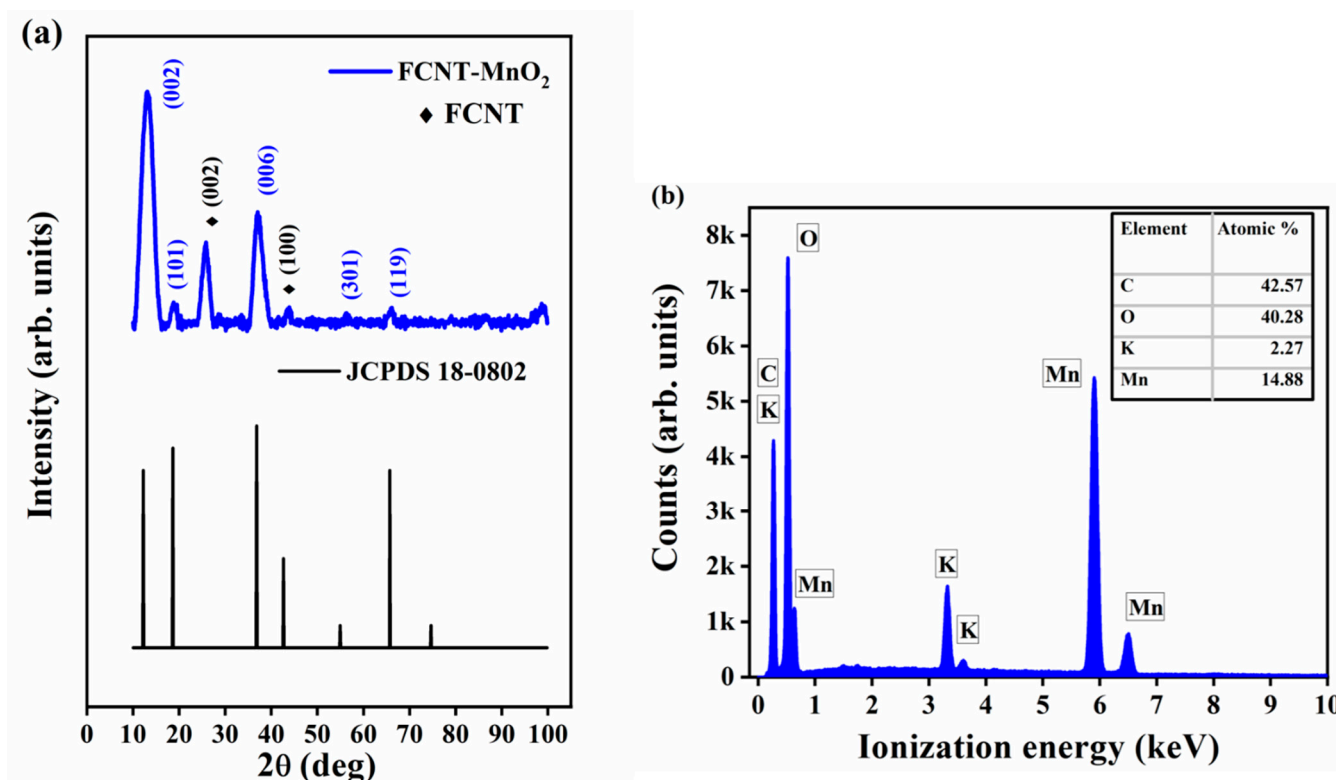 (a)
FCNT-MnO₂
♦ FCNT
(002)
(101)
♦ (002)
(006)
♦ (100)
(301)
(119)
JCPDS 18-0802
Intensity (arb. units)
0 10 20 30 40 50 60 70 80 90 100
2θ (deg)
(b)
Element Atomic %
C 42.57
O 40.28
K 2.27
Mn 14.88
O
C
K
Mn
K
K
Mn
Mn
8k
7k
6k
5k
4k
3k
2k
1k
0
Counts (arb. units)
0 1 2 3 4 5 6 7 8 9 10
Ionization energy (keV)